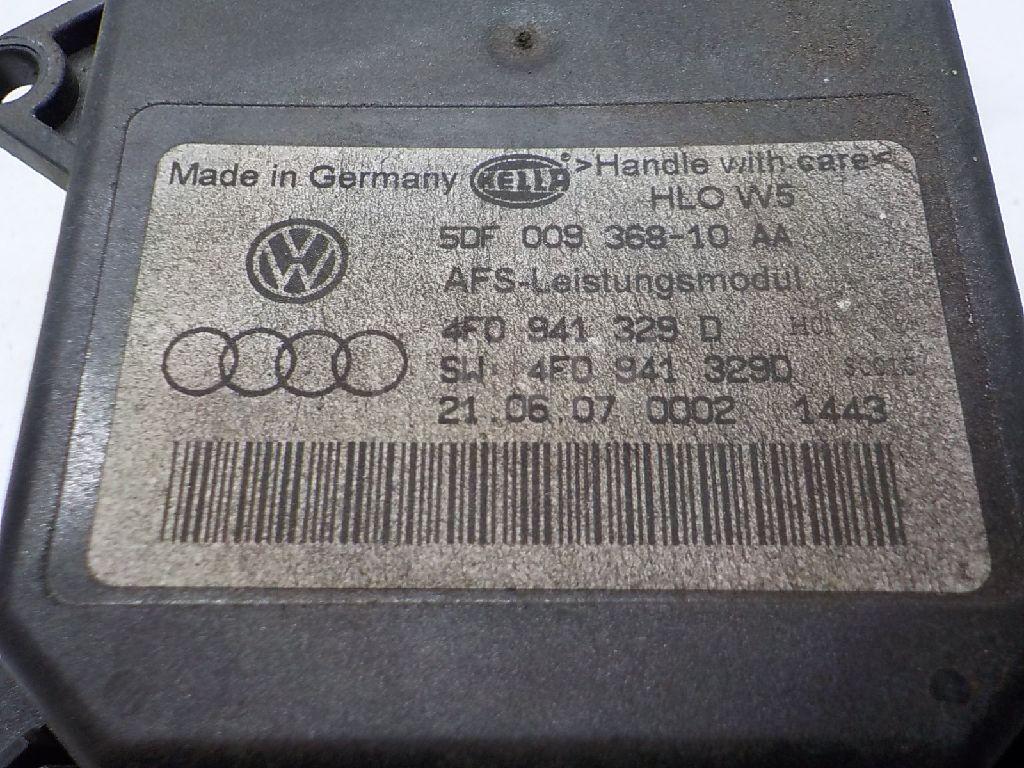 Made in Germany HELLA >Handle with care<
HLO W5
5DF 009 368-10 AA
AFS-Leistungsmodul
4F0 941 329 D
SW: 4F0 941 329D
21.06.07 0002 1443